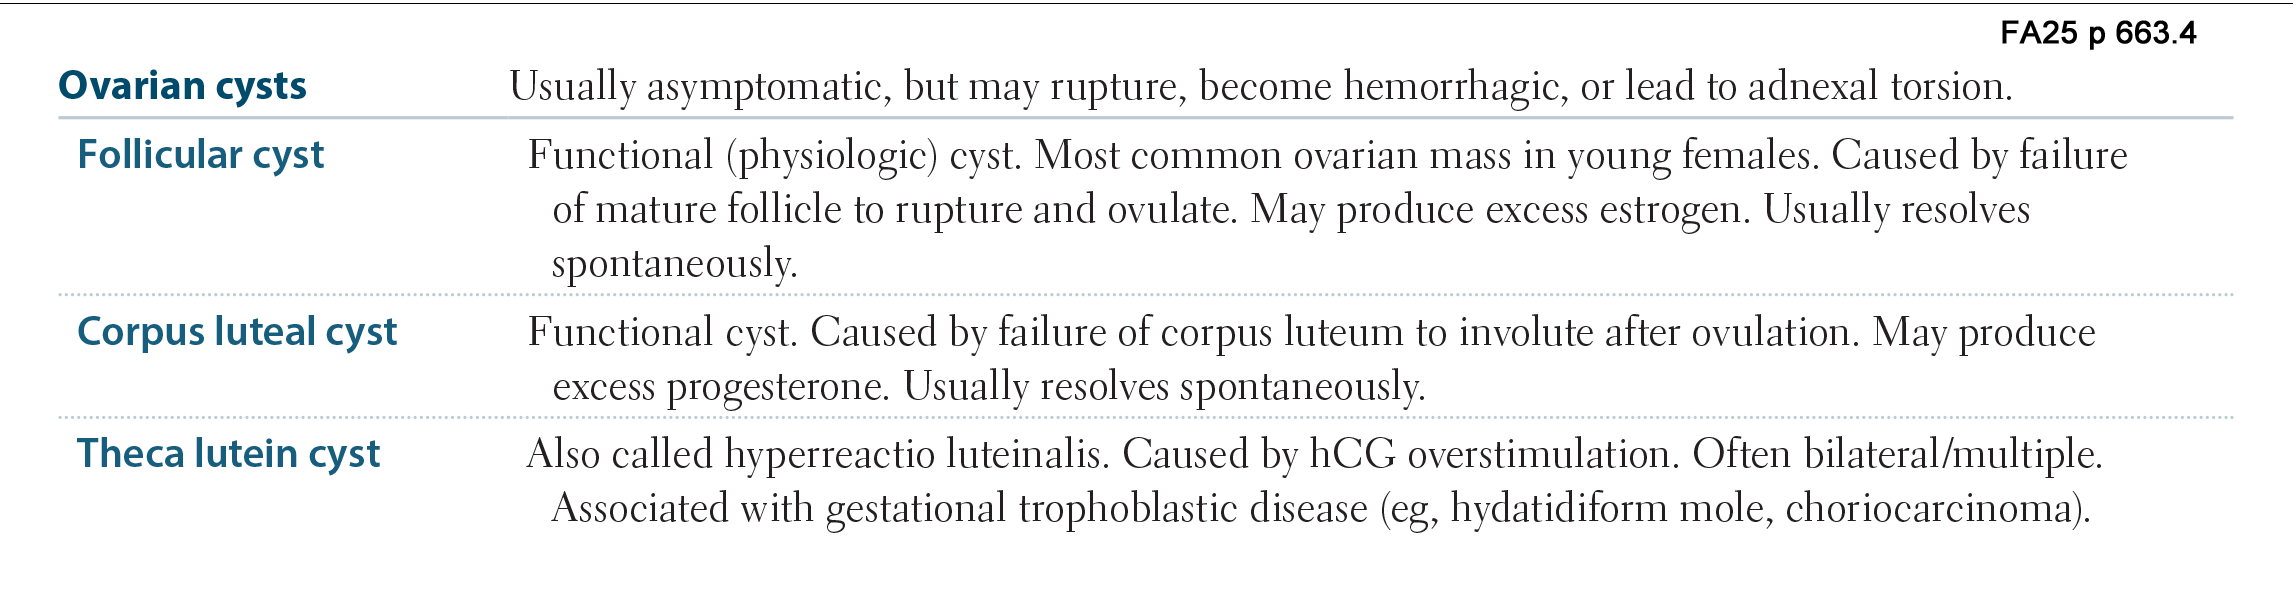 FA25 p 663.4
Ovarian cysts Usually asymptomatic, but may rupture, become hemorrhagic, or lead to adnexal torsion.
Follicular cyst Functional (physiologic) cyst. Most common ovarian mass in young females. Caused by failure
of mature follicle to rupture and ovulate. May produce excess estrogen. Usually resolves
spontaneously.
Corpus luteal cyst Functional cyst. Caused by failure of corpus luteum to involute after ovulation. May produce
excess progesterone. Usually resolves spontaneously.
Theca lutein cyst Also called hyperreactio luteinalis. Caused by hCG overstimulation. Often bilateral/multiple.
Associated with gestational trophoblastic disease (eg, hydatidiform mole, choriocarcinoma).